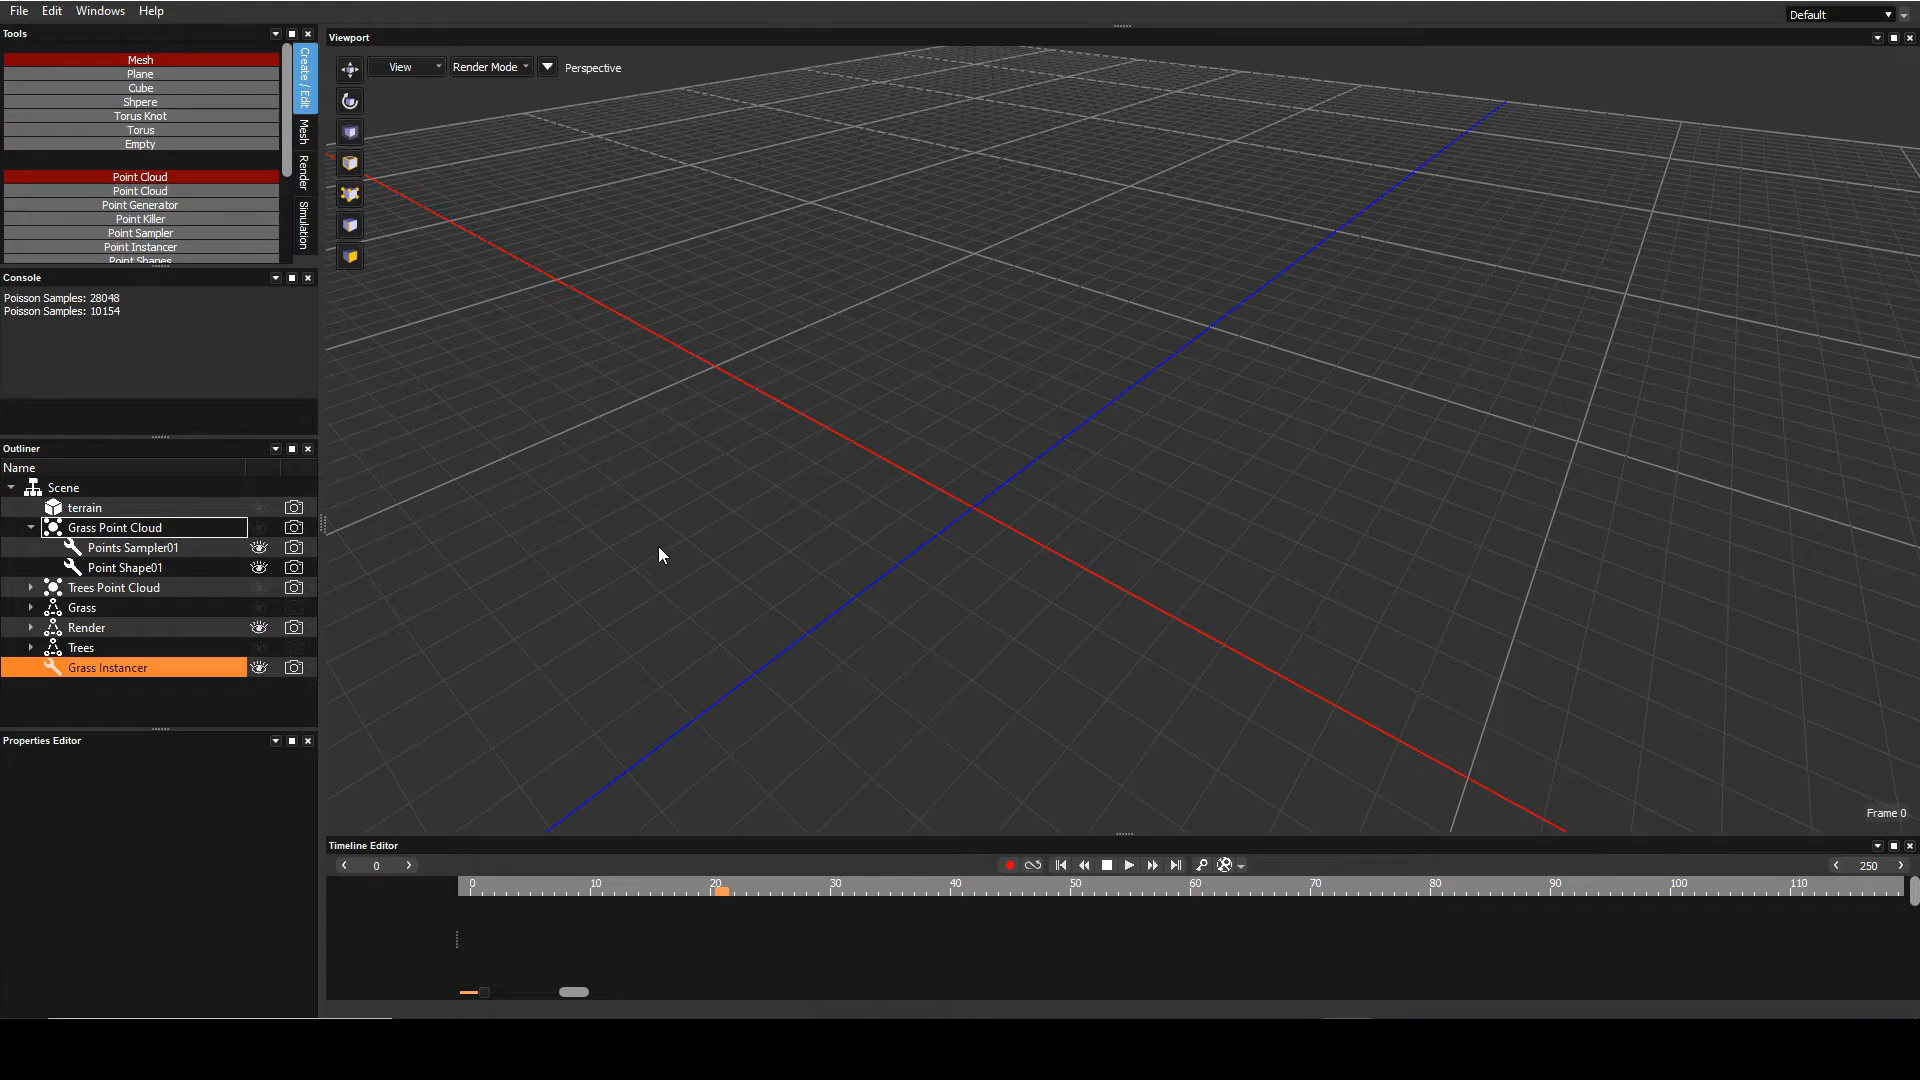 File Edit Windows Help
Default
Tools
Mesh
Plane
Cube
Shpere
Torus Knot
Torus
Empty
Point Cloud
Point Cloud
Point Generator
Point Killer
Point Sampler
Point Instancer
Point Shapes
Create / Edit
Mesh
Render
Simulation
Console
Poisson Samples: 28048
Poisson Samples: 10154
Outliner
Name
Scene
terrain
Grass Point Cloud
Points Sampler01
Point Shape01
Trees Point Cloud
Grass
Render
Trees
Grass Instancer
Properties Editor
Viewport
View Render Mode Perspective
Frame 0
Timeline Editor
0 250
0 10 20 30 40 50 60 70 80 90 100 110